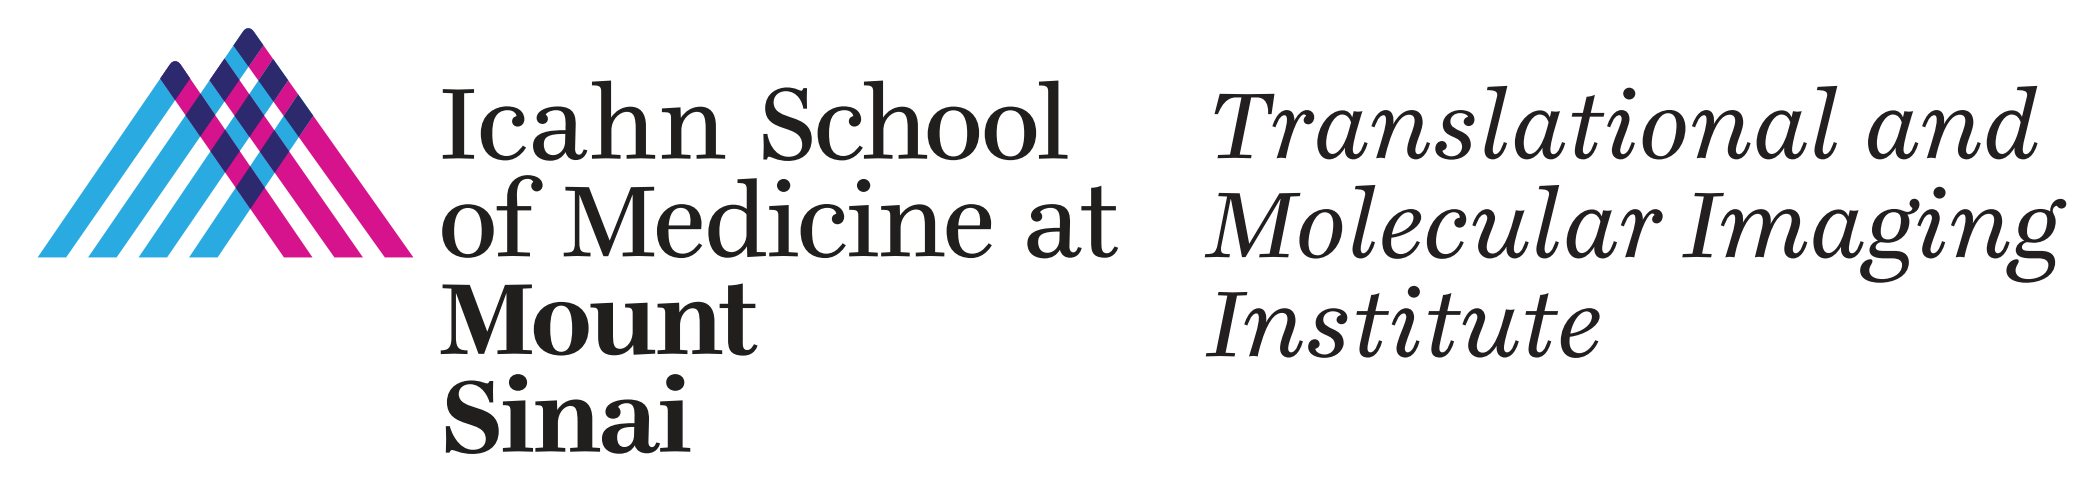 Icahn School
of Medicine at
Mount
Sinai
Translational and
Molecular Imaging
Institute